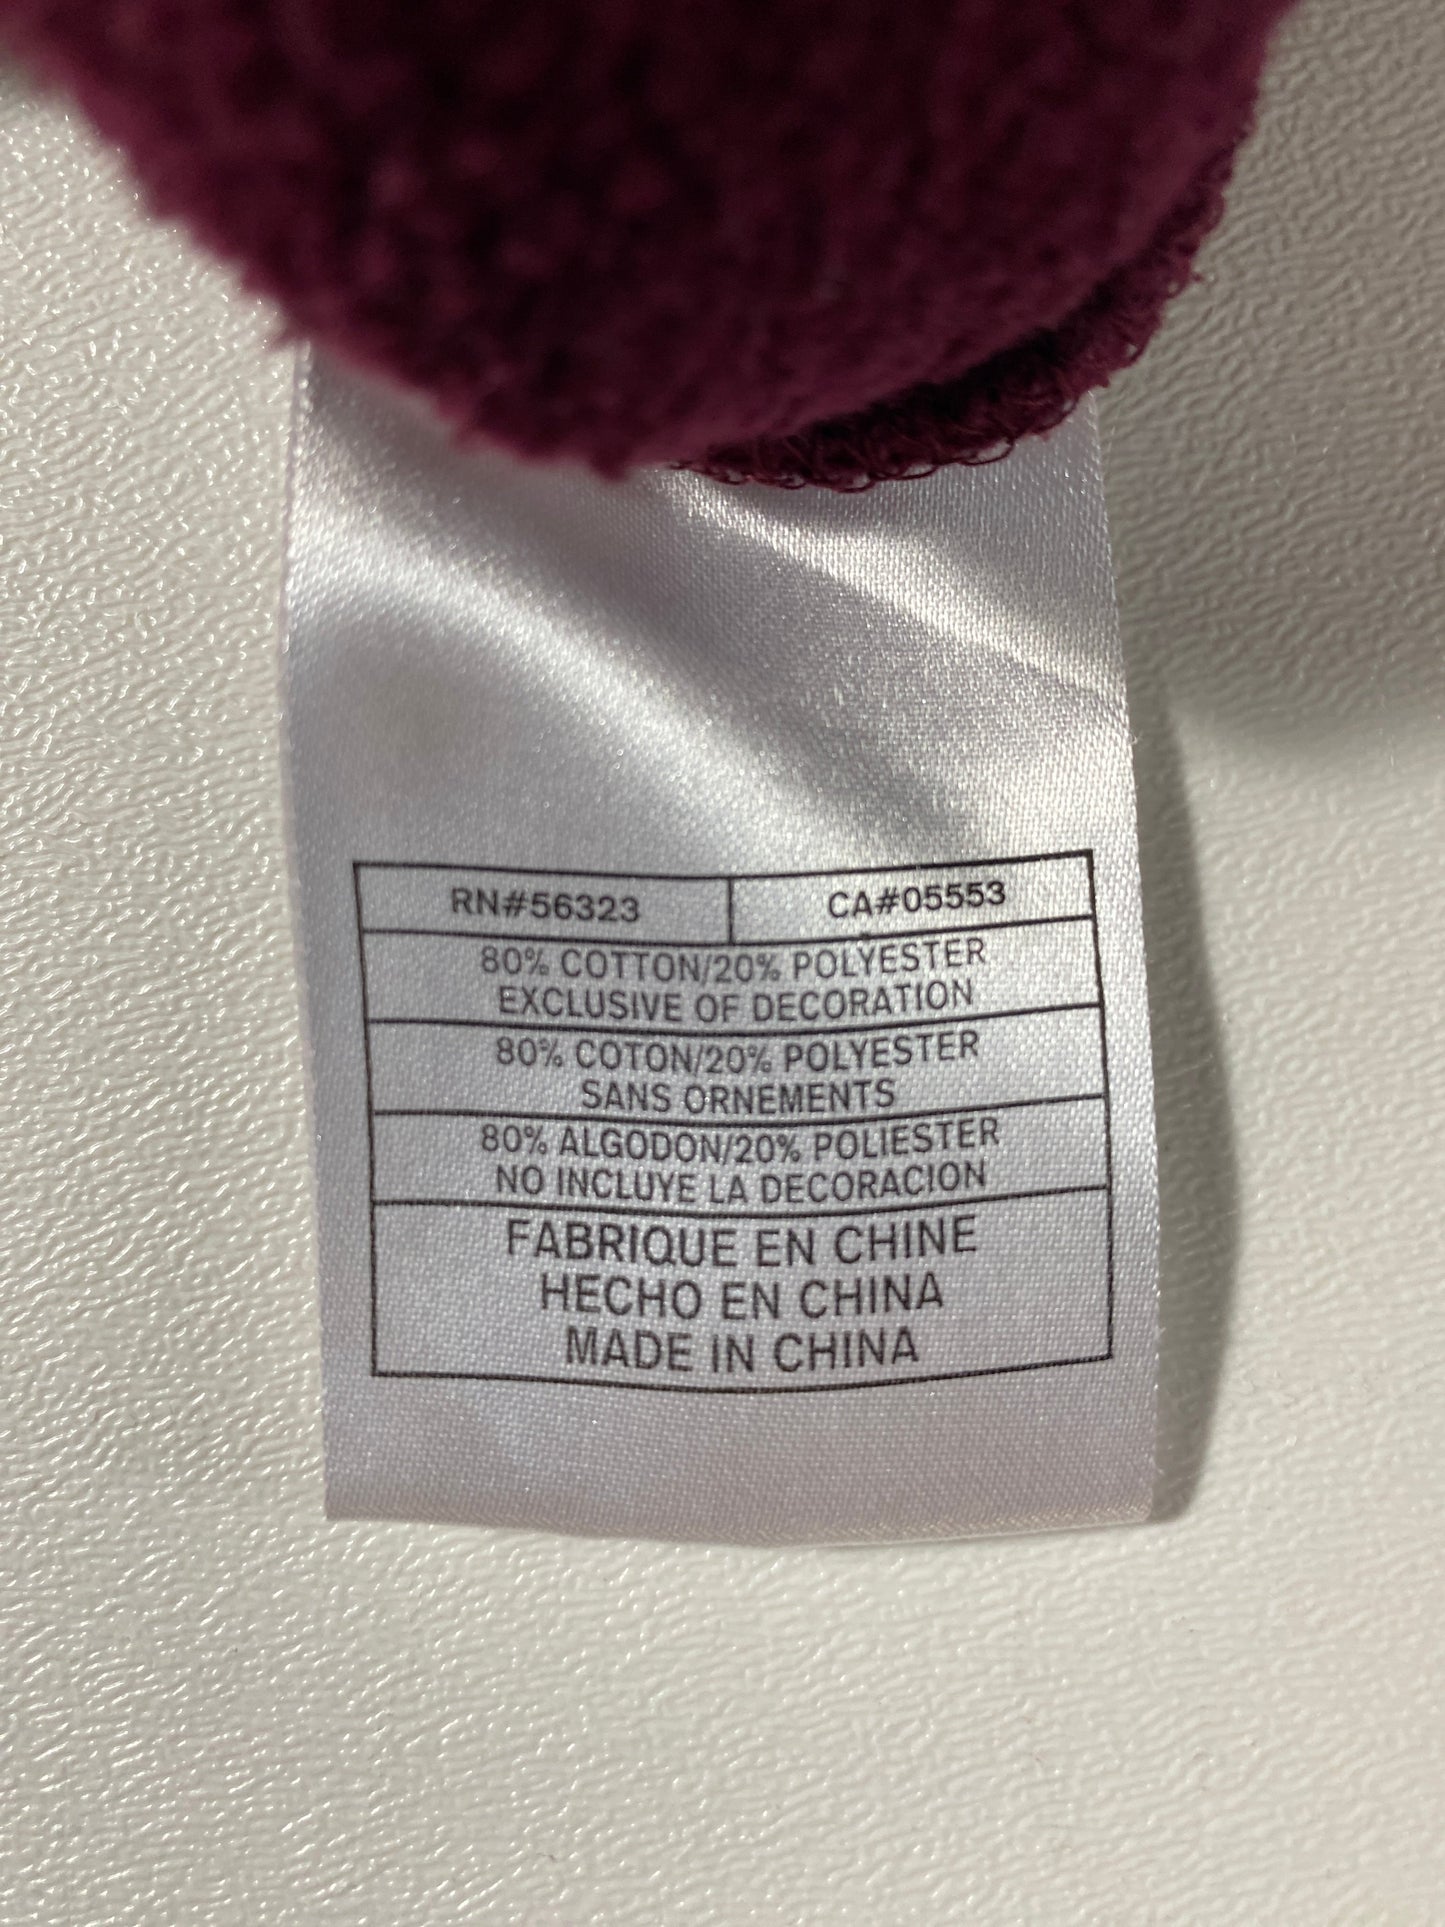 RN#56323 CA#05553
80% COTTON/20% POLYESTER
EXCLUSIVE OF DECORATION
80% COTON/20% POLYESTER
SANS ORNEMENTS
80% ALGODON/20% POLIESTER
NO INCLUYE LA DECORACION
FABRIQUE EN CHINE
HECHO EN CHINA
MADE IN CHINA